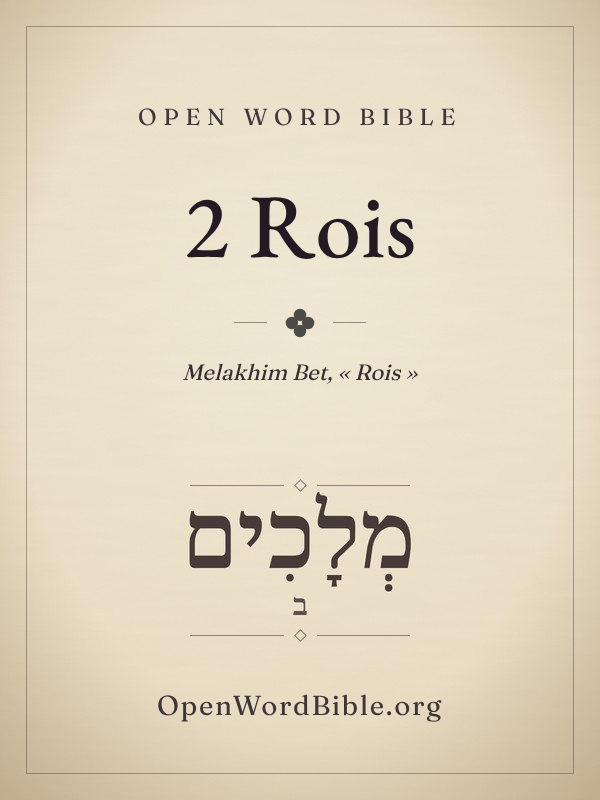 OPEN WORD BIBLE
2 Rois
Melakhim Bet, « Rois »
מְלָכִים
ב
OpenWordBible.org